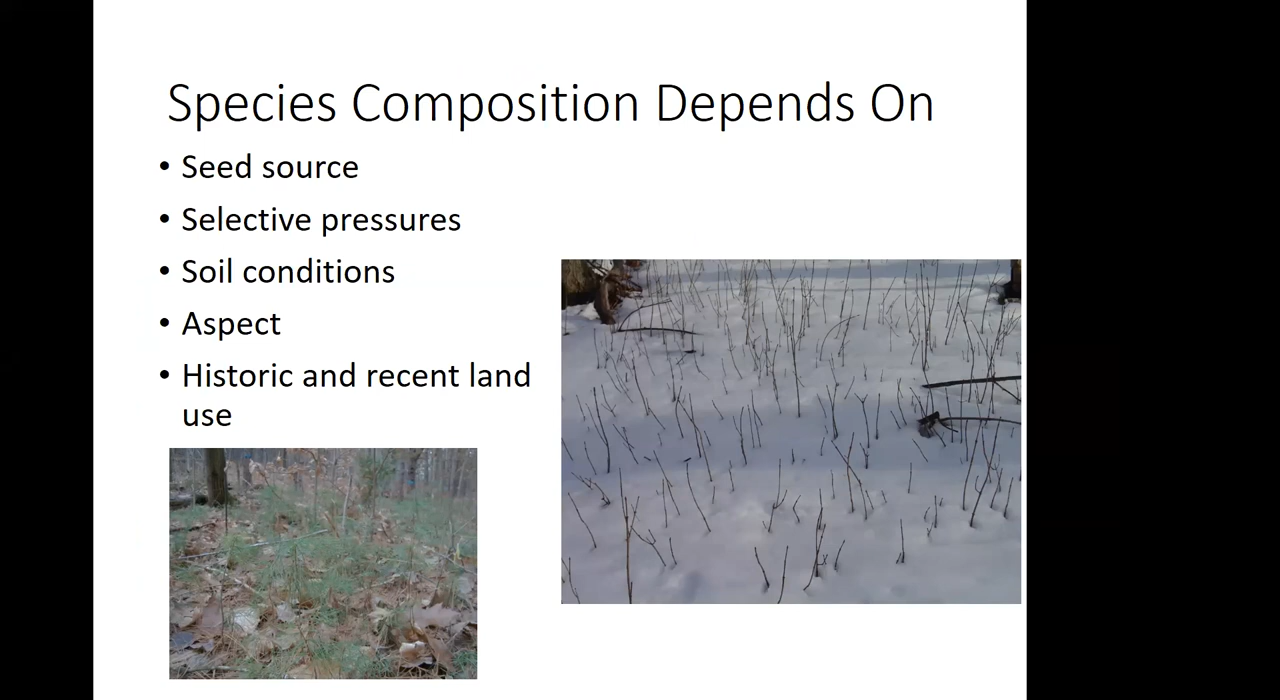 Species Composition Depends On
• Seed source
• Selective pressures
• Soil conditions
• Aspect
• Historic and recent land
use